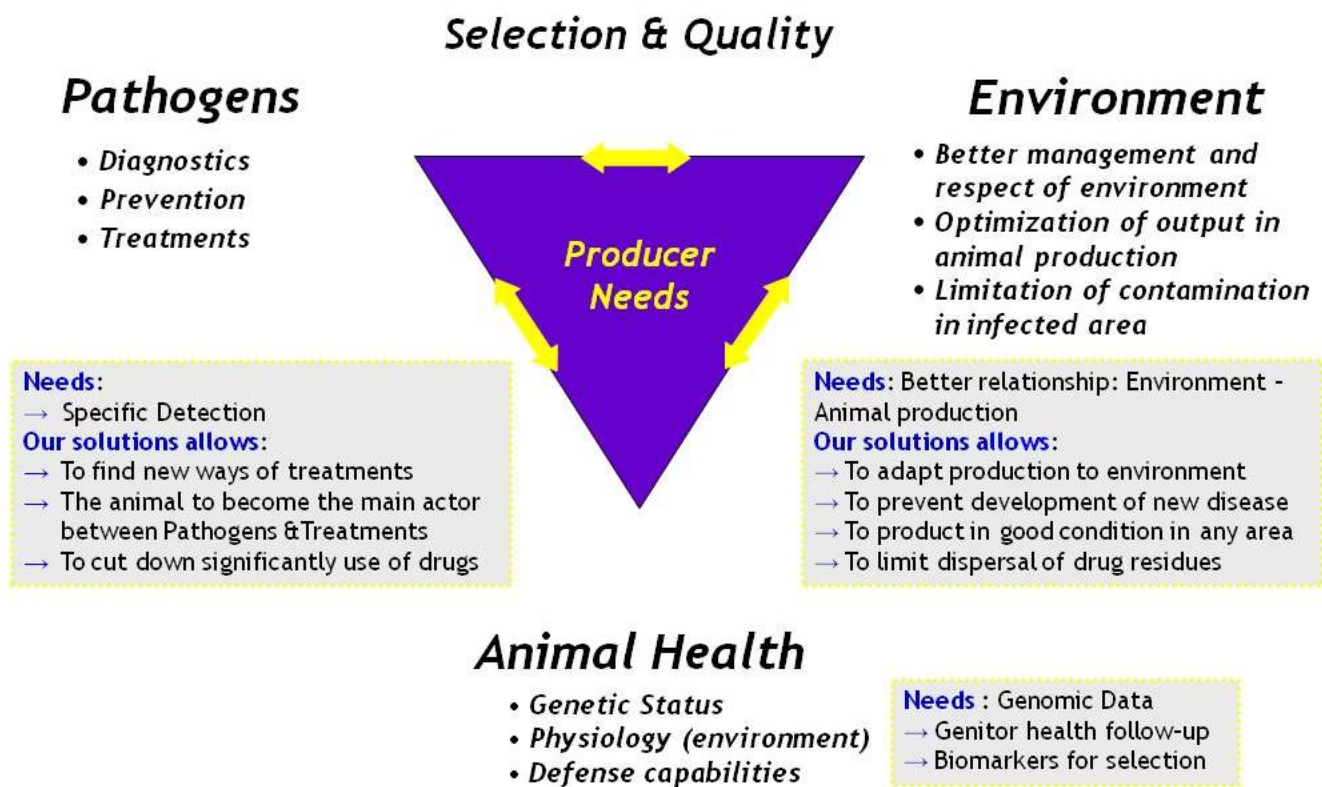 Selection & Quality
Pathogens
• Diagnostics
• Prevention
• Treatments
Environment
• Better management and
respect of environment
• Optimization of output in
animal production
• Limitation of contamination
in infected area
Producer
Needs
Needs:
→ Specific Detection
Our solutions allows:
→ To find new ways of treatments
→ The animal to become the main actor
between Pathogens &Treatments
→ To cut down significantly use of drugs
Needs: Better relationship: Environment -
Animal production
Our solutions allows:
→ To adapt production to environment
→ To prevent development of new disease
→ To product in good condition in any area
→ To limit dispersal of drug residues
Animal Health
• Genetic Status
• Physiology (environment)
• Defense capabilities
Needs : Genomic Data
→ Genitor health follow-up
→ Biomarkers for selection